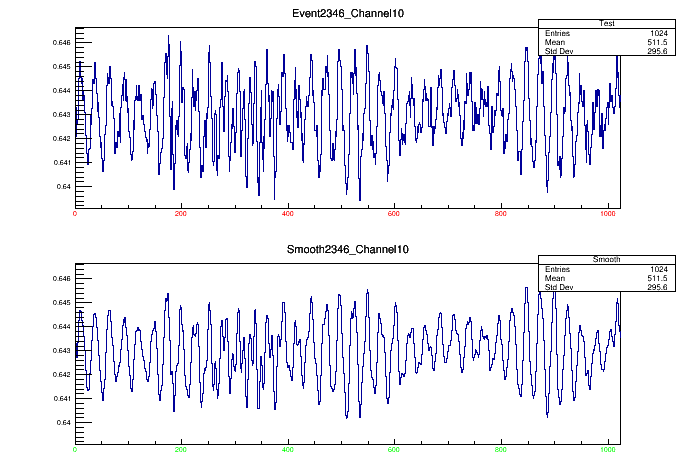 Event2346_Channel10
Test
Entries 1024
Mean 511.5
Std Dev 295.6
0.646
0.645
0.644
0.643
0.642
0.641
0.64
0 200 400 600 800 1000
Smooth2346_Channel10
Smooth
Entries 1024
Mean 511.5
Std Dev 295.6
0.646
0.645
0.644
0.643
0.642
0.641
0.64
0 200 400 600 800 1000